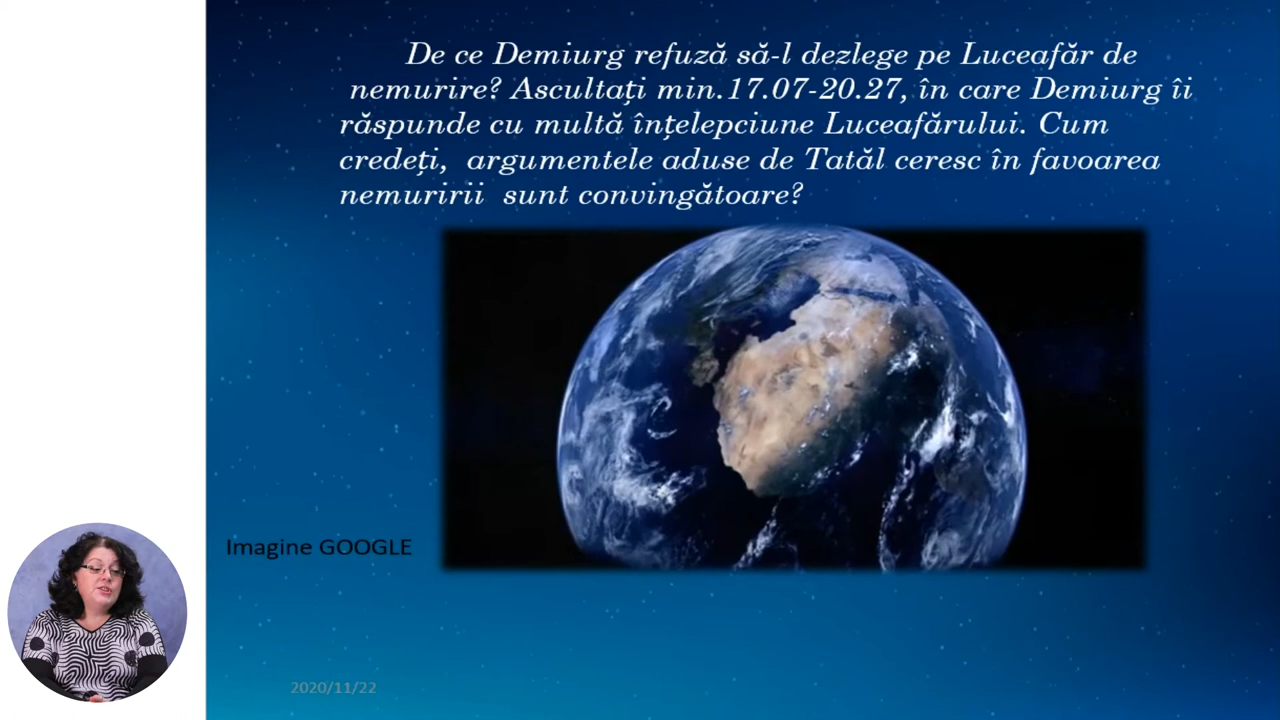 De ce Demiurg refuză să-l dezlege pe Luceafăr de
nemurire? Ascultați min.17.07-20.27, în care Demiurg îi
răspunde cu multă înțelepciune Luceafărului. Cum
credeți, argumentele aduse de Tatăl ceresc în favoarea
nemuririi sunt convingătoare?
Imagine GOOGLE
2020/11/22